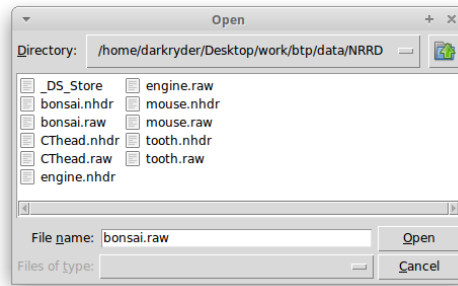 Open
Directory: /home/darkryder/Desktop/work/btp/data/NRRD
_DS_Store engine.raw
bonsai.nhdr mouse.nhdr
bonsai.raw mouse.raw
CThead.nhdr tooth.nhdr
CThead.raw tooth.raw
engine.nhdr
File name: bonsai.raw Open
Files of type: Cancel